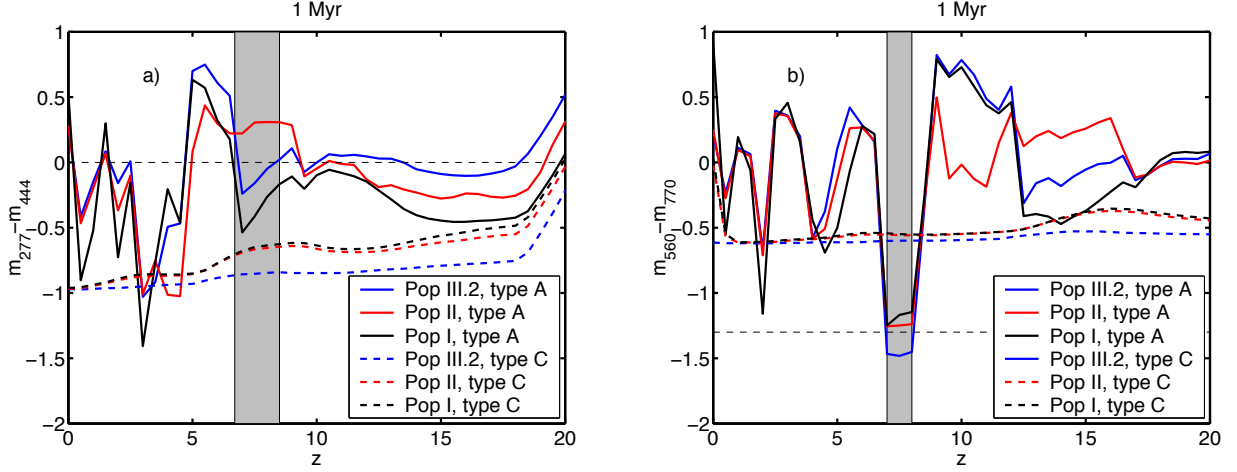 1 Myr
a)
1
0.5
0
−0.5
−1
−1.5
−2
m277−m444
0 5 10 15 20
z
Pop III.2, type A
Pop II, type A
Pop I, type A
Pop III.2, type C
Pop II, type C
Pop I, type C
1 Myr
b)
1
0.5
0
−0.5
−1
−1.5
−2
m560−m770
0 5 10 15 20
z
Pop III.2, type A
Pop II, type A
Pop I, type A
Pop III.2, type C
Pop II, type C
Pop I, type C